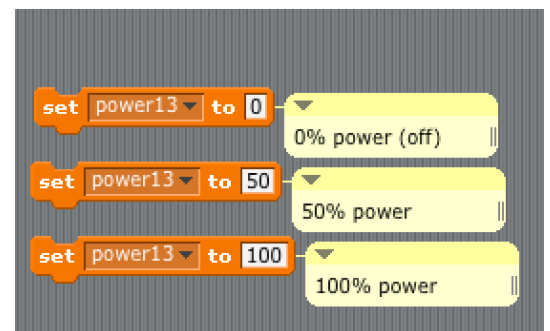 set power13 to 0
0% power (off)
set power13 to 50
50% power
set power13 to 100
100% power